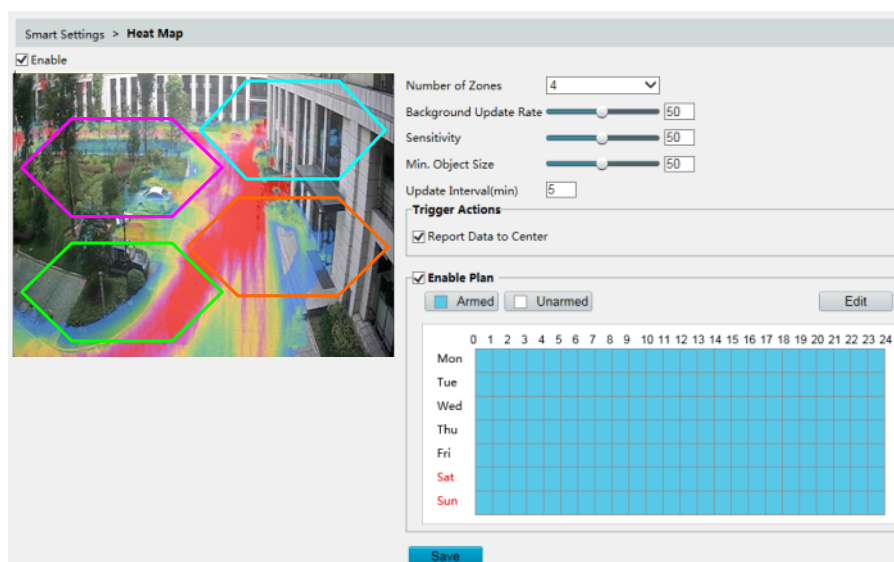 Smart Settings > Heat Map
Enable
Number of Zones 4
Background Update Rate 50
Sensitivity 50
Min. Object Size 50
Update Interval(min) 5
Trigger Actions
Report Data to Center
Enable Plan
Armed Unarmed Edit
0 1 2 3 4 5 6 7 8 9 10 11 12 13 14 15 16 17 18 19 20 21 22 23 24
Mon
Tue
Wed
Thu
Fri
Sat
Sun
Save